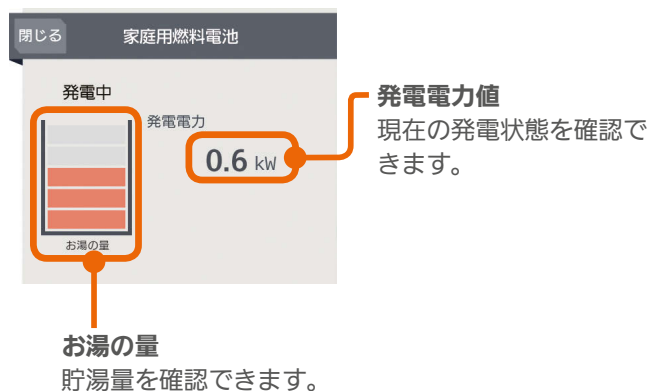 閉じる
家庭用燃料電池
発電中
発電電力
0.6 kW
お湯の量
発電電力値
現在の発電状態を確認で
きます。
お湯の量
貯湯量を確認できます。